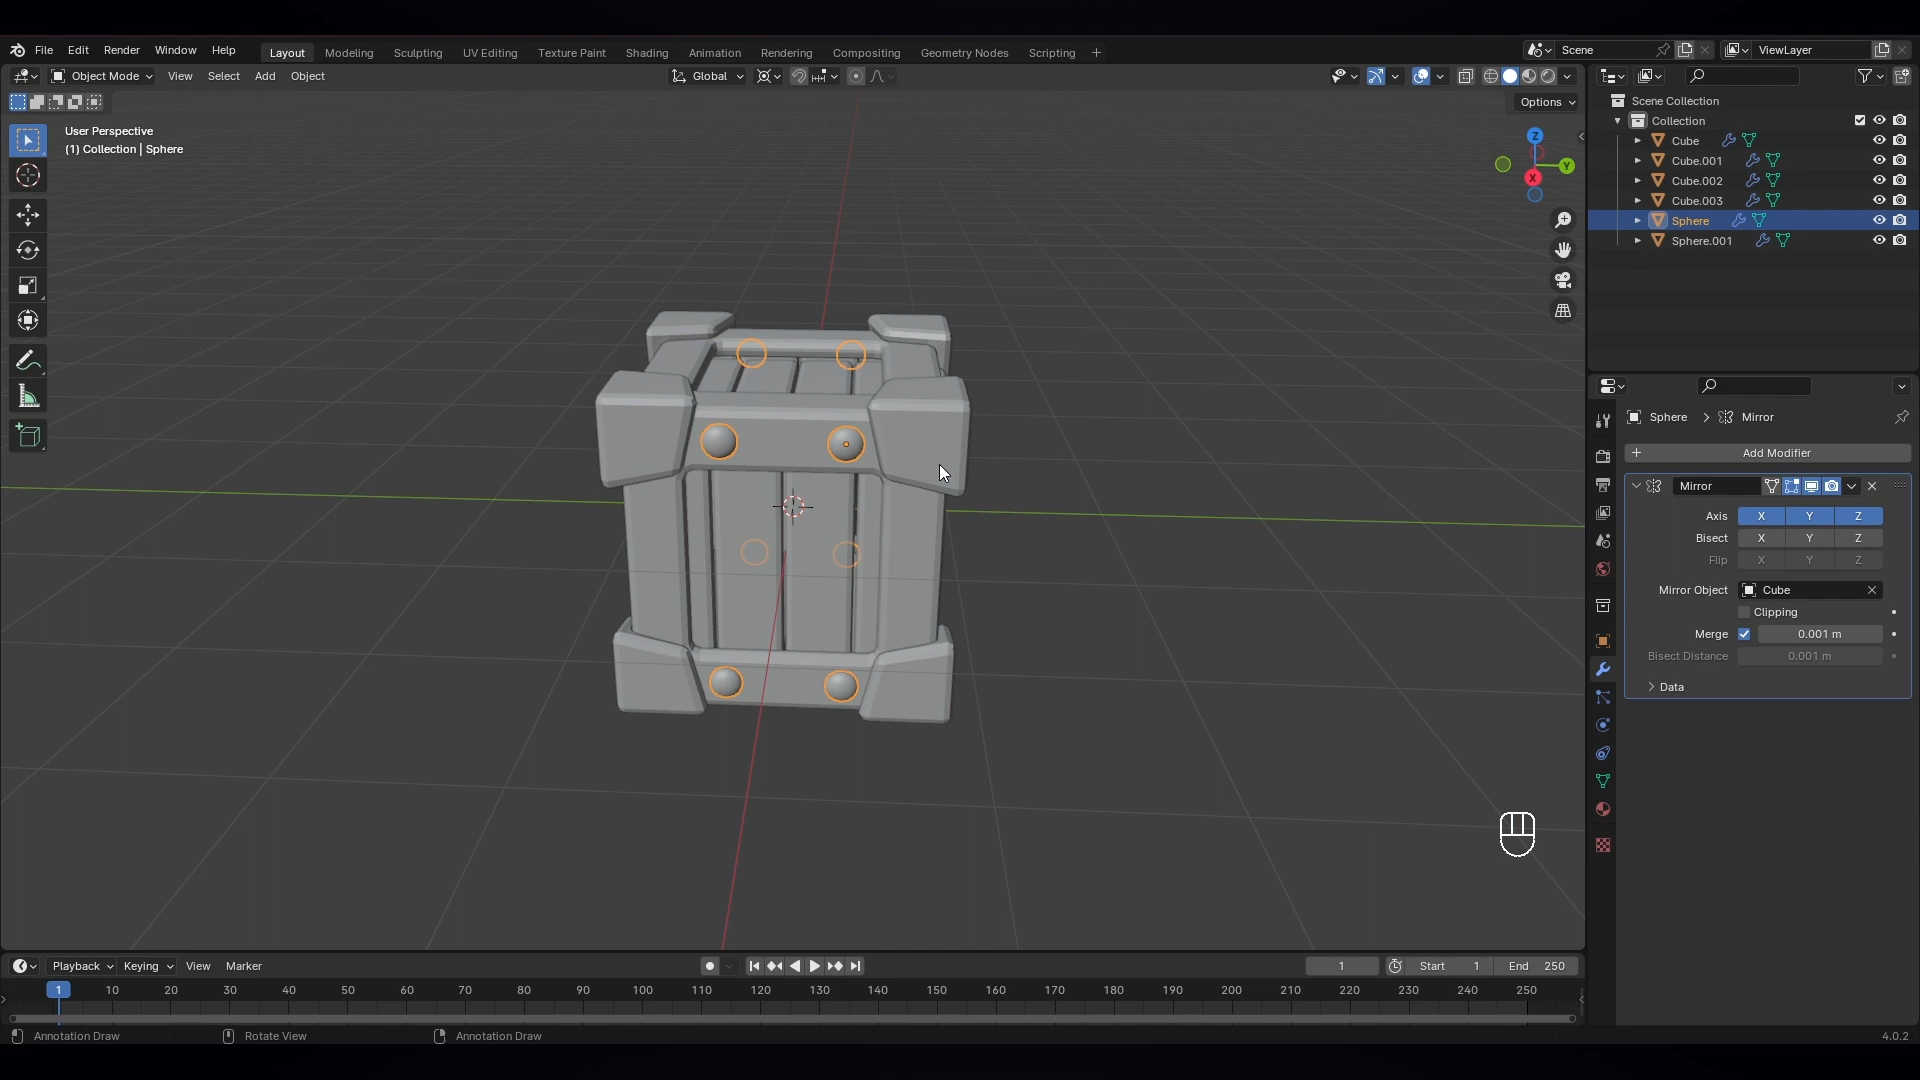 File Edit Render Window Help Layout Modeling Sculpting UV Editing Texture Paint Shading Animation Rendering Compositing Geometry Nodes Scripting + Scene ViewLayer
Object Mode View Select Add Object Global
Options
User Perspective
(1) Collection | Sphere
Z
Y
X
Scene Collection
Collection
Cube
Cube.001
Cube.002
Cube.003
Sphere
Sphere.001
Sphere Mirror
+ Add Modifier
Mirror
Axis X Y Z
Bisect X Y Z
Flip X Y Z
Mirror Object Cube
Clipping
Merge 0.001 m
Bisect Distance 0.001 m
Data
Playback Keying View Marker 1 Start 1 End 250
1 10 20 30 40 50 60 70 80 90 100 110 120 130 140 150 160 170 180 190 200 210 220 230 240 250
Annotation Draw Rotate View Annotation Draw 4.0.2